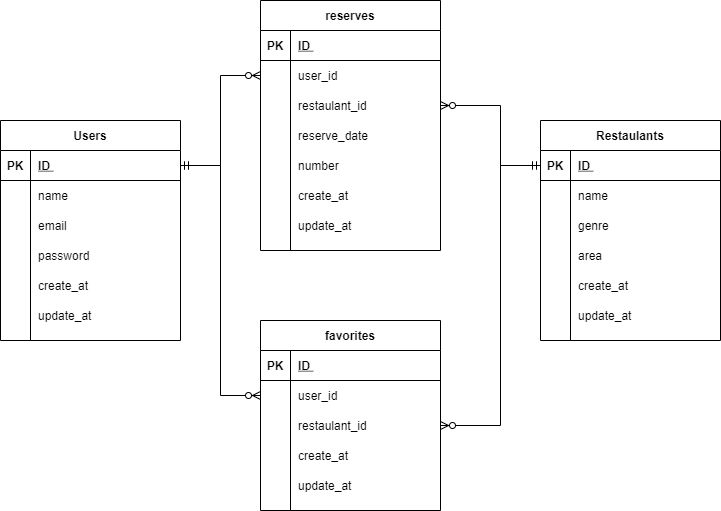 reserves
PK ID
user_id
restaulant_id
reserve_date
number
create_at
update_at
Users
PK ID
name
email
password
create_at
update_at
Restaulants
PK ID
name
genre
area
create_at
update_at
favorites
PK ID
user_id
restaulant_id
create_at
update_at